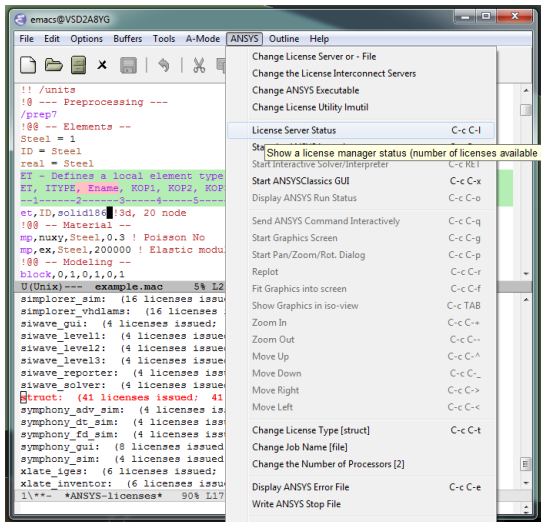 emacs@VSD2A8YG
File Edit Options Buffers Tools A-Mode ANSYS Outline Help
!! /units
!@ --- Preprocessing ---
/prep7
!@@ -- Elements --
Steel = 1
ID = Steel
real = Steel
ET - Defines a local element type
ET, ITYPE, Ename, KOP1, KOP2, KOP
--1------2------3-----4-----5----
et,ID,solid186 !3d, 20 node
!@@ -- Material --
mp,nuxy,Steel,0.3 ! Poisson No
mp,ex,Steel,200000 ! Elastic modu
!@@ -- Modeling --
block,0,1,0,1,0,1
U(Unix)--- example.mac 5% L2
simplorer_sim: (16 licenses issu
simplorer_vhdlams: (16 licenses
siwave_gui: (4 licenses issued;
siwave_level1: (4 licenses issue
siwave_level2: (4 licenses issue
siwave_level3: (4 licenses issue
siwave_reporter: (4 licenses iss
siwave_solver: (4 licenses issue
struct: (41 licenses issued; 41
symphony_adv_sim: (4 licenses is
symphony_dt_sim: (4 licenses iss
symphony_fd_sim: (4 licenses iss
symphony_gui: (8 licenses issued
symphony_sim: (4 licenses issued
xlate_iges: (6 licenses issued;
xlate_inventor: (6 licenses issu
1\**- *ANSYS-licenses* 90% L17
Change License Server or - File
Change the License Interconnect Servers
Change ANSYS Executable
Change License Utility lmutil
License Server Status C-c C-l
Show a license manager status (number of licenses available
Start Interactive Solver/Interpreter C-c RET
Start ANSYSClassics GUI C-c C-x
Display ANSYS Run Status C-c C-o
Send ANSYS Command Interactively C-c C-q
Start Graphics Screen C-c C-g
Start Pan/Zoom/Rot. Dialog C-c C-p
Replot C-c C-r
Fit Graphics into screen C-c C-f
Show Graphics in iso-view C-c TAB
Zoom In C-c C-+
Zoom Out C-c C--
Move Up C-c C-^
Move Down C-c C-_
Move Right C-c C->
Move Left C-c C-<
Change License Type [struct] C-c C-t
Change Job Name [file]
Change the Number of Processors [2]
Display ANSYS Error File C-c C-e
Write ANSYS Stop File